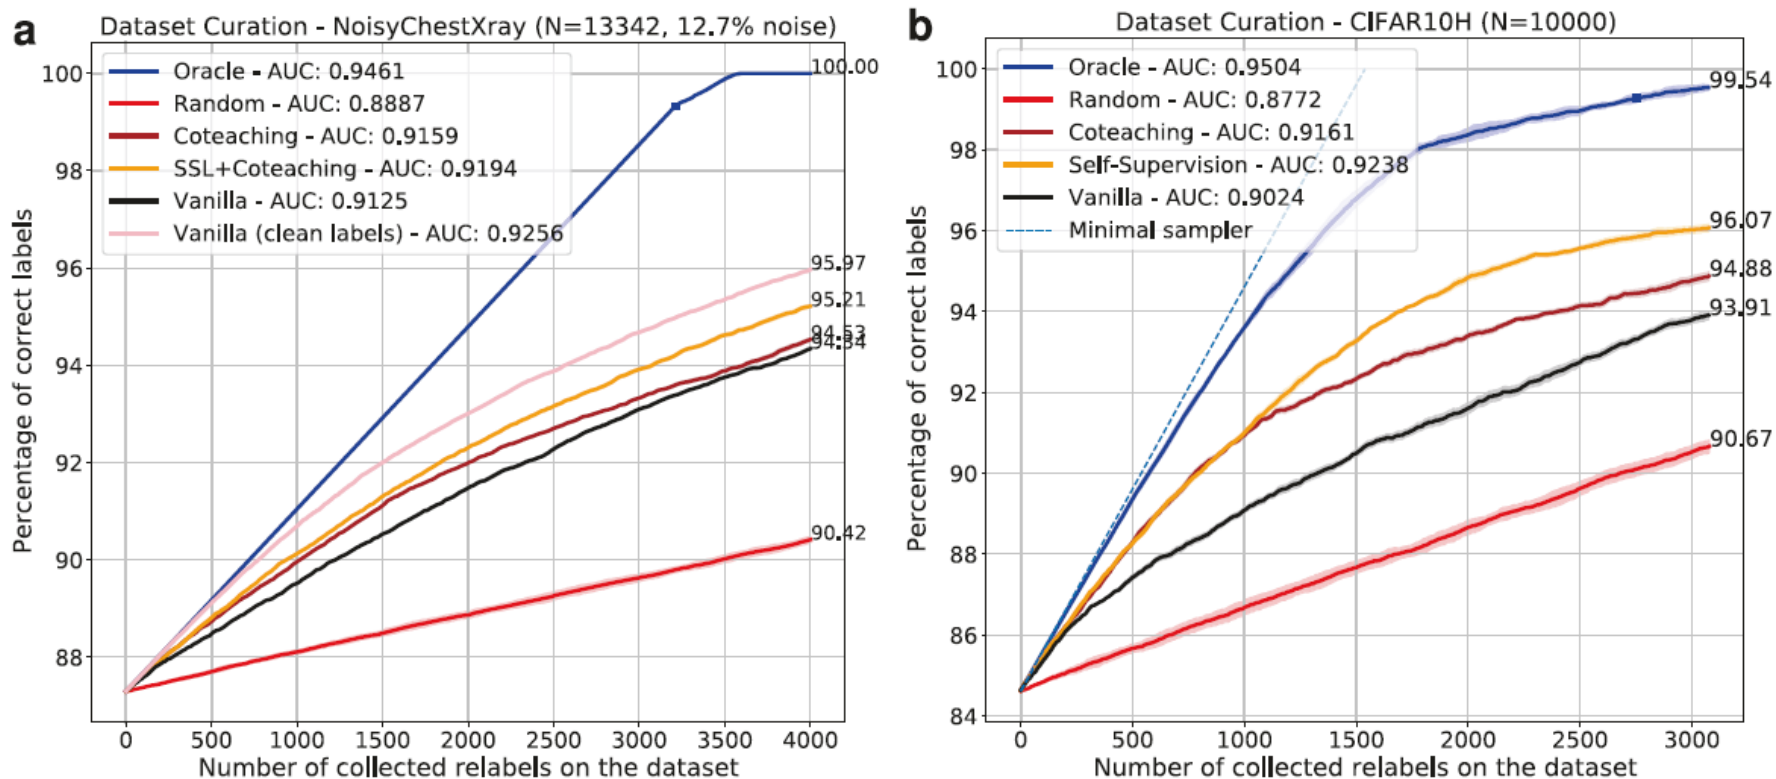 a
Dataset Curation - NoisyChestXray (N=13342, 12.7% noise)
Oracle - AUC: 0.9461
Random - AUC: 0.8887
Coteaching - AUC: 0.9159
SSL+Coteaching - AUC: 0.9194
Vanilla - AUC: 0.9125
Vanilla (clean labels) - AUC: 0.9256
100.00
95.97
95.21
94.53
94.34
90.42
100
98
96
94
92
90
88
Percentage of correct labels
0 500 1000 1500 2000 2500 3000 3500 4000
Number of collected relabels on the dataset
b
Dataset Curation - CIFAR10H (N=10000)
Oracle - AUC: 0.9504
Random - AUC: 0.8772
Coteaching - AUC: 0.9161
Self-Supervision - AUC: 0.9238
Vanilla - AUC: 0.9024
Minimal sampler
99.54
96.07
94.88
93.91
90.67
100
98
96
94
92
90
88
86
84
Percentage of correct labels
0 500 1000 1500 2000 2500 3000
Number of collected relabels on the dataset